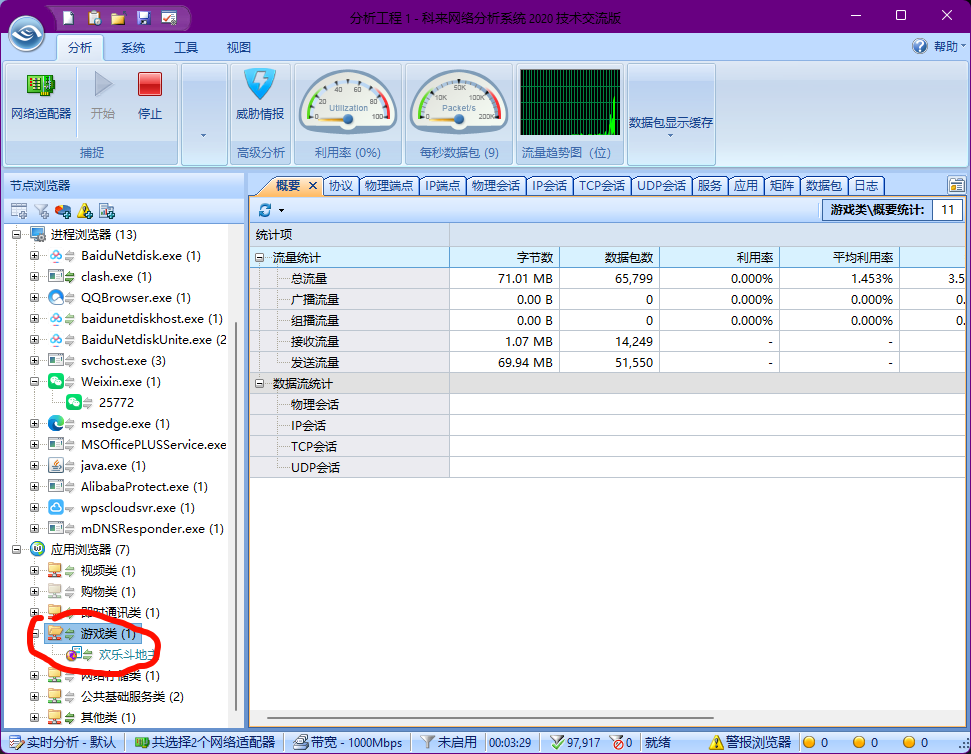 分析工程 1 - 科来网络分析系统 2020 技术交流版
分析 系统 工具 视图 帮助
网络适配器 开始 停止 威胁情报 数据包显示缓存
20 40 60 80 0 100 Utilization
10K 50K 100K 0 200K Packet/s
捕捉 高级分析 利用率 (0%) 每秒数据包 (9) 流量趋势图（位）
节点浏览器
概要 协议 物理端点 IP端点 物理会话 IP会话 TCP会话 UDP会话 服务 应用 矩阵 数据包 日志
游戏类\概要统计: 11
进程浏览器 (13)
BaiduNetdisk.exe (1)
clash.exe (1)
QQBrowser.exe (1)
baidunetdiskhost.exe (1)
BaiduNetdiskUnite.exe (2
svchost.exe (3)
Weixin.exe (1)
25772
msedge.exe (1)
MSOfficePLUSService.exe
java.exe (1)
AlibabaProtect.exe (1)
wpscloudsvr.exe (1)
mDNSResponder.exe (1)
应用浏览器 (7)
视频类 (1)
购物类 (1)
即时通讯类 (1)
游戏类 (1)
欢乐斗地主
网络存储类 (1)
公共基础服务类 (2)
其他类 (1)
统计项
流量统计 字节数 数据包数 利用率 平均利用率
总流量 71.01 MB 65,799 0.000% 1.453% 3.5
广播流量 0.00 B 0 0.000% 0.000% 0.
组播流量 0.00 B 0 0.000% 0.000% 0.
接收流量 1.07 MB 14,249 - -
发送流量 69.94 MB 51,550 - -
数据流统计
物理会话
IP会话
TCP会话
UDP会话
实时分析 - 默认 共选择2个网络适配器 带宽 - 1000Mbps 未启用 00:03:29 97,917 0 就绪 警报浏览器 0 0 0